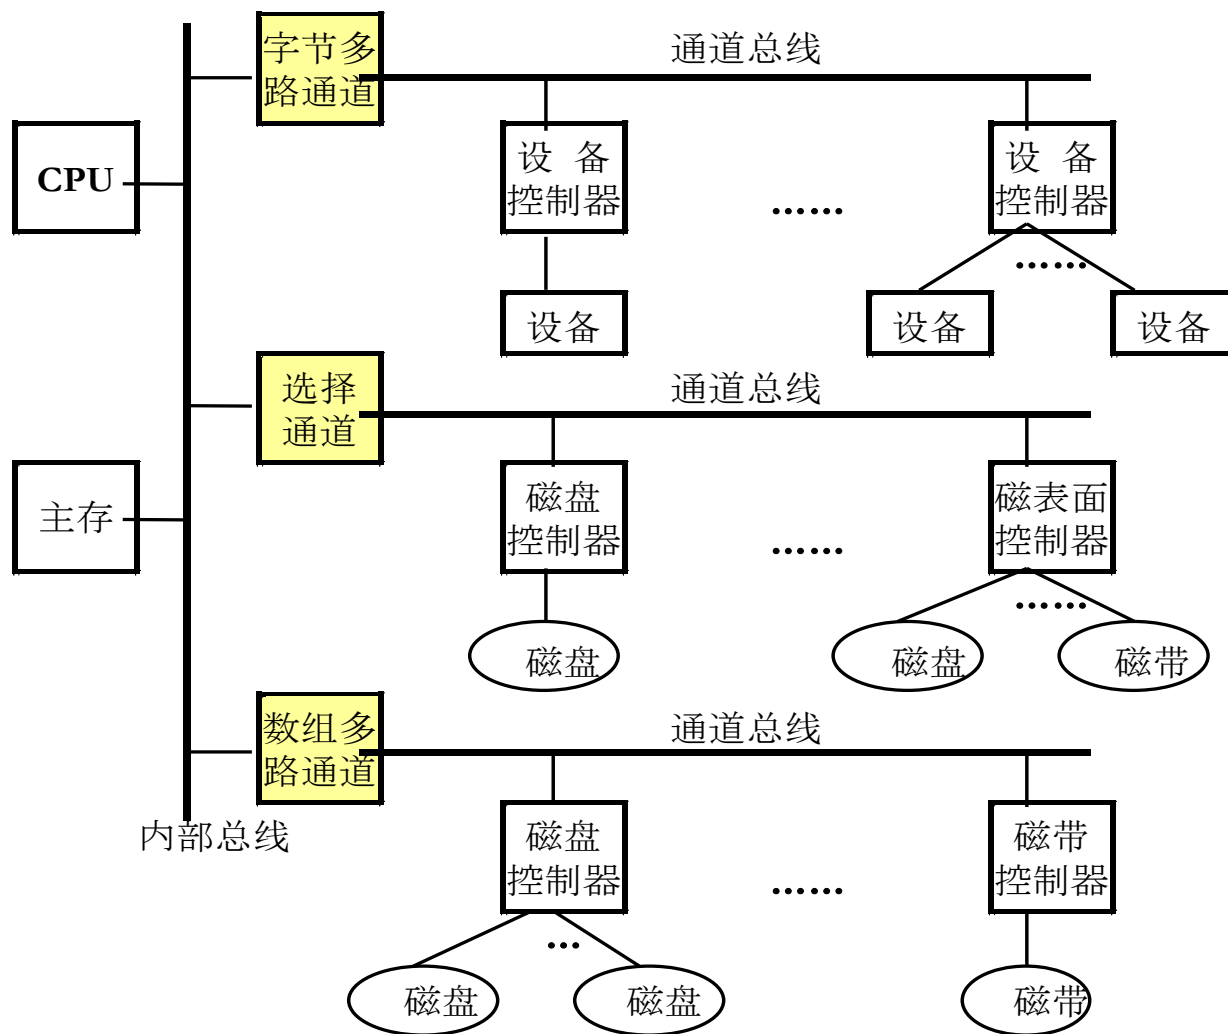 字节多
路通道
通道总线
CPU
设 备
控制器
……
设 备
控制器
……
设备
设备
设备
选择
通道
通道总线
主存
磁盘
控制器
……
磁表面
控制器
……
磁盘
磁盘
磁带
数组多
路通道
通道总线
内部总线
磁盘
控制器
……
磁带
控制器
…
磁盘
磁盘
磁带